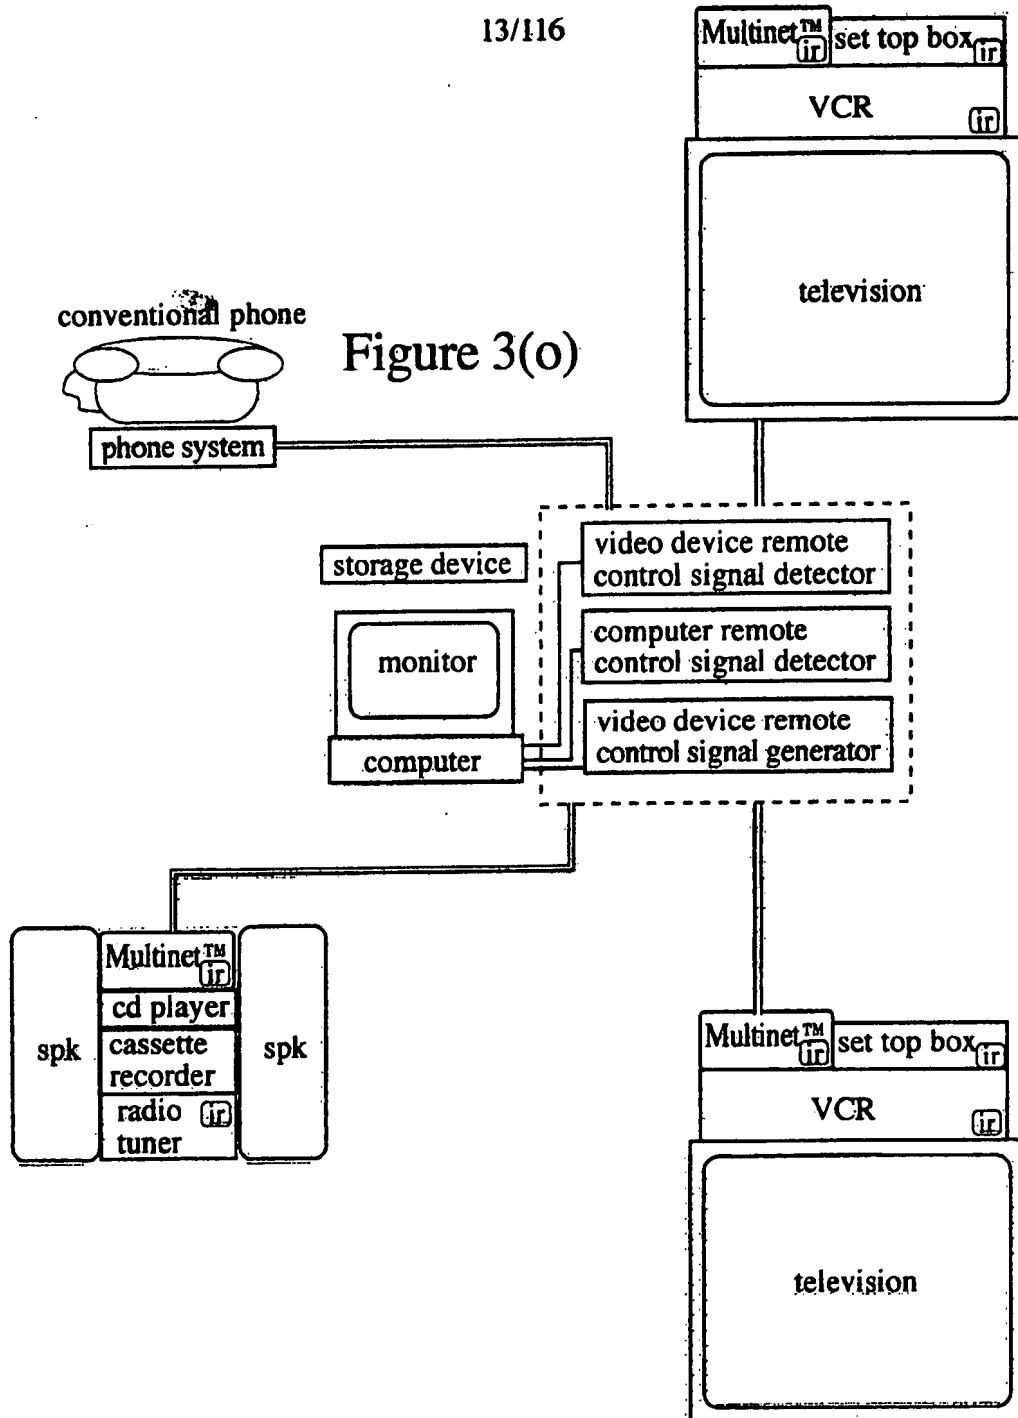 13/116
Multinet™
ir
set top box
ir
VCR
ir
television
conventional phone
Figure 3(o)
phone system
storage device
video device remote
control signal detector
computer remote
control signal detector
video device remote
control signal generator
monitor
computer
spk
Multinet™
ir
cd player
cassette
recorder
radio
ir
tuner
spk
Multinet™
ir
set top box
ir
VCR
ir
television